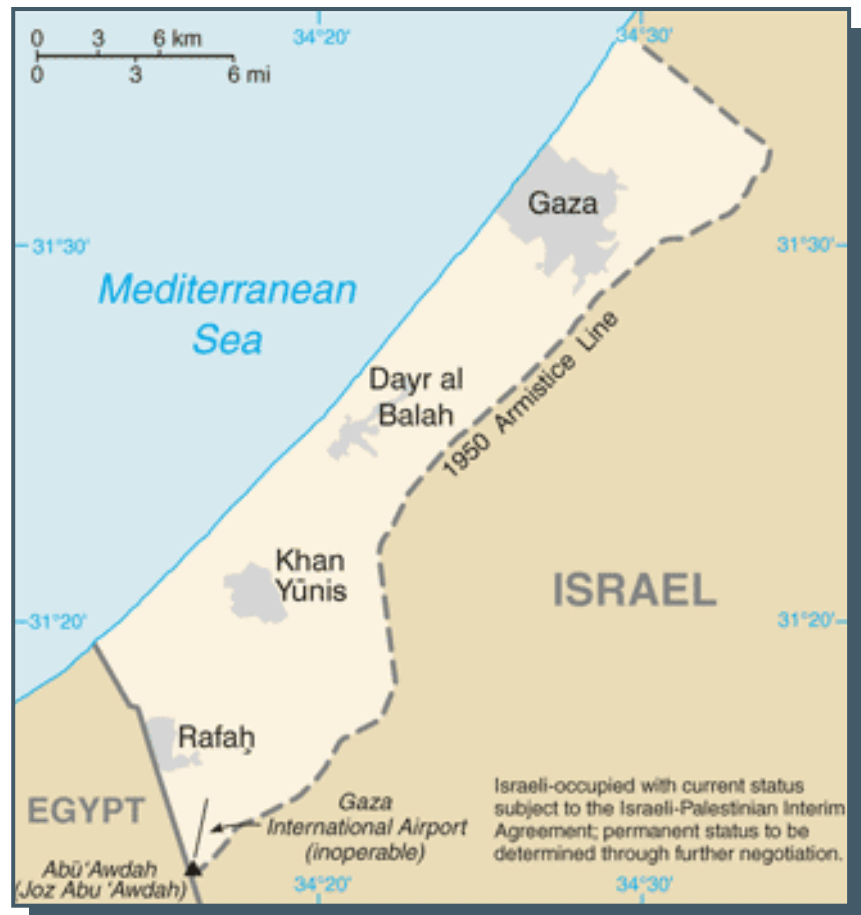 0 3 6 km
0 3 6 mi
34°20' 34°30'
Gaza
31°30' 31°30'
Mediterranean
Sea
1950 Armistice Line
Dayr al
Balah
Khan
Yūnis
ISRAEL
31°20' 31°20'
Rafaḩ
EGYPT
Gaza
International Airport
(inoperable)
Israeli-occupied with current status
subject to the Israeli-Palestinian Interim
Agreement; permanent status to be
determined through further negotiation.
Abū ‘Awdah
(Joz Abu ‘Awdah)
34°20' 34°30'